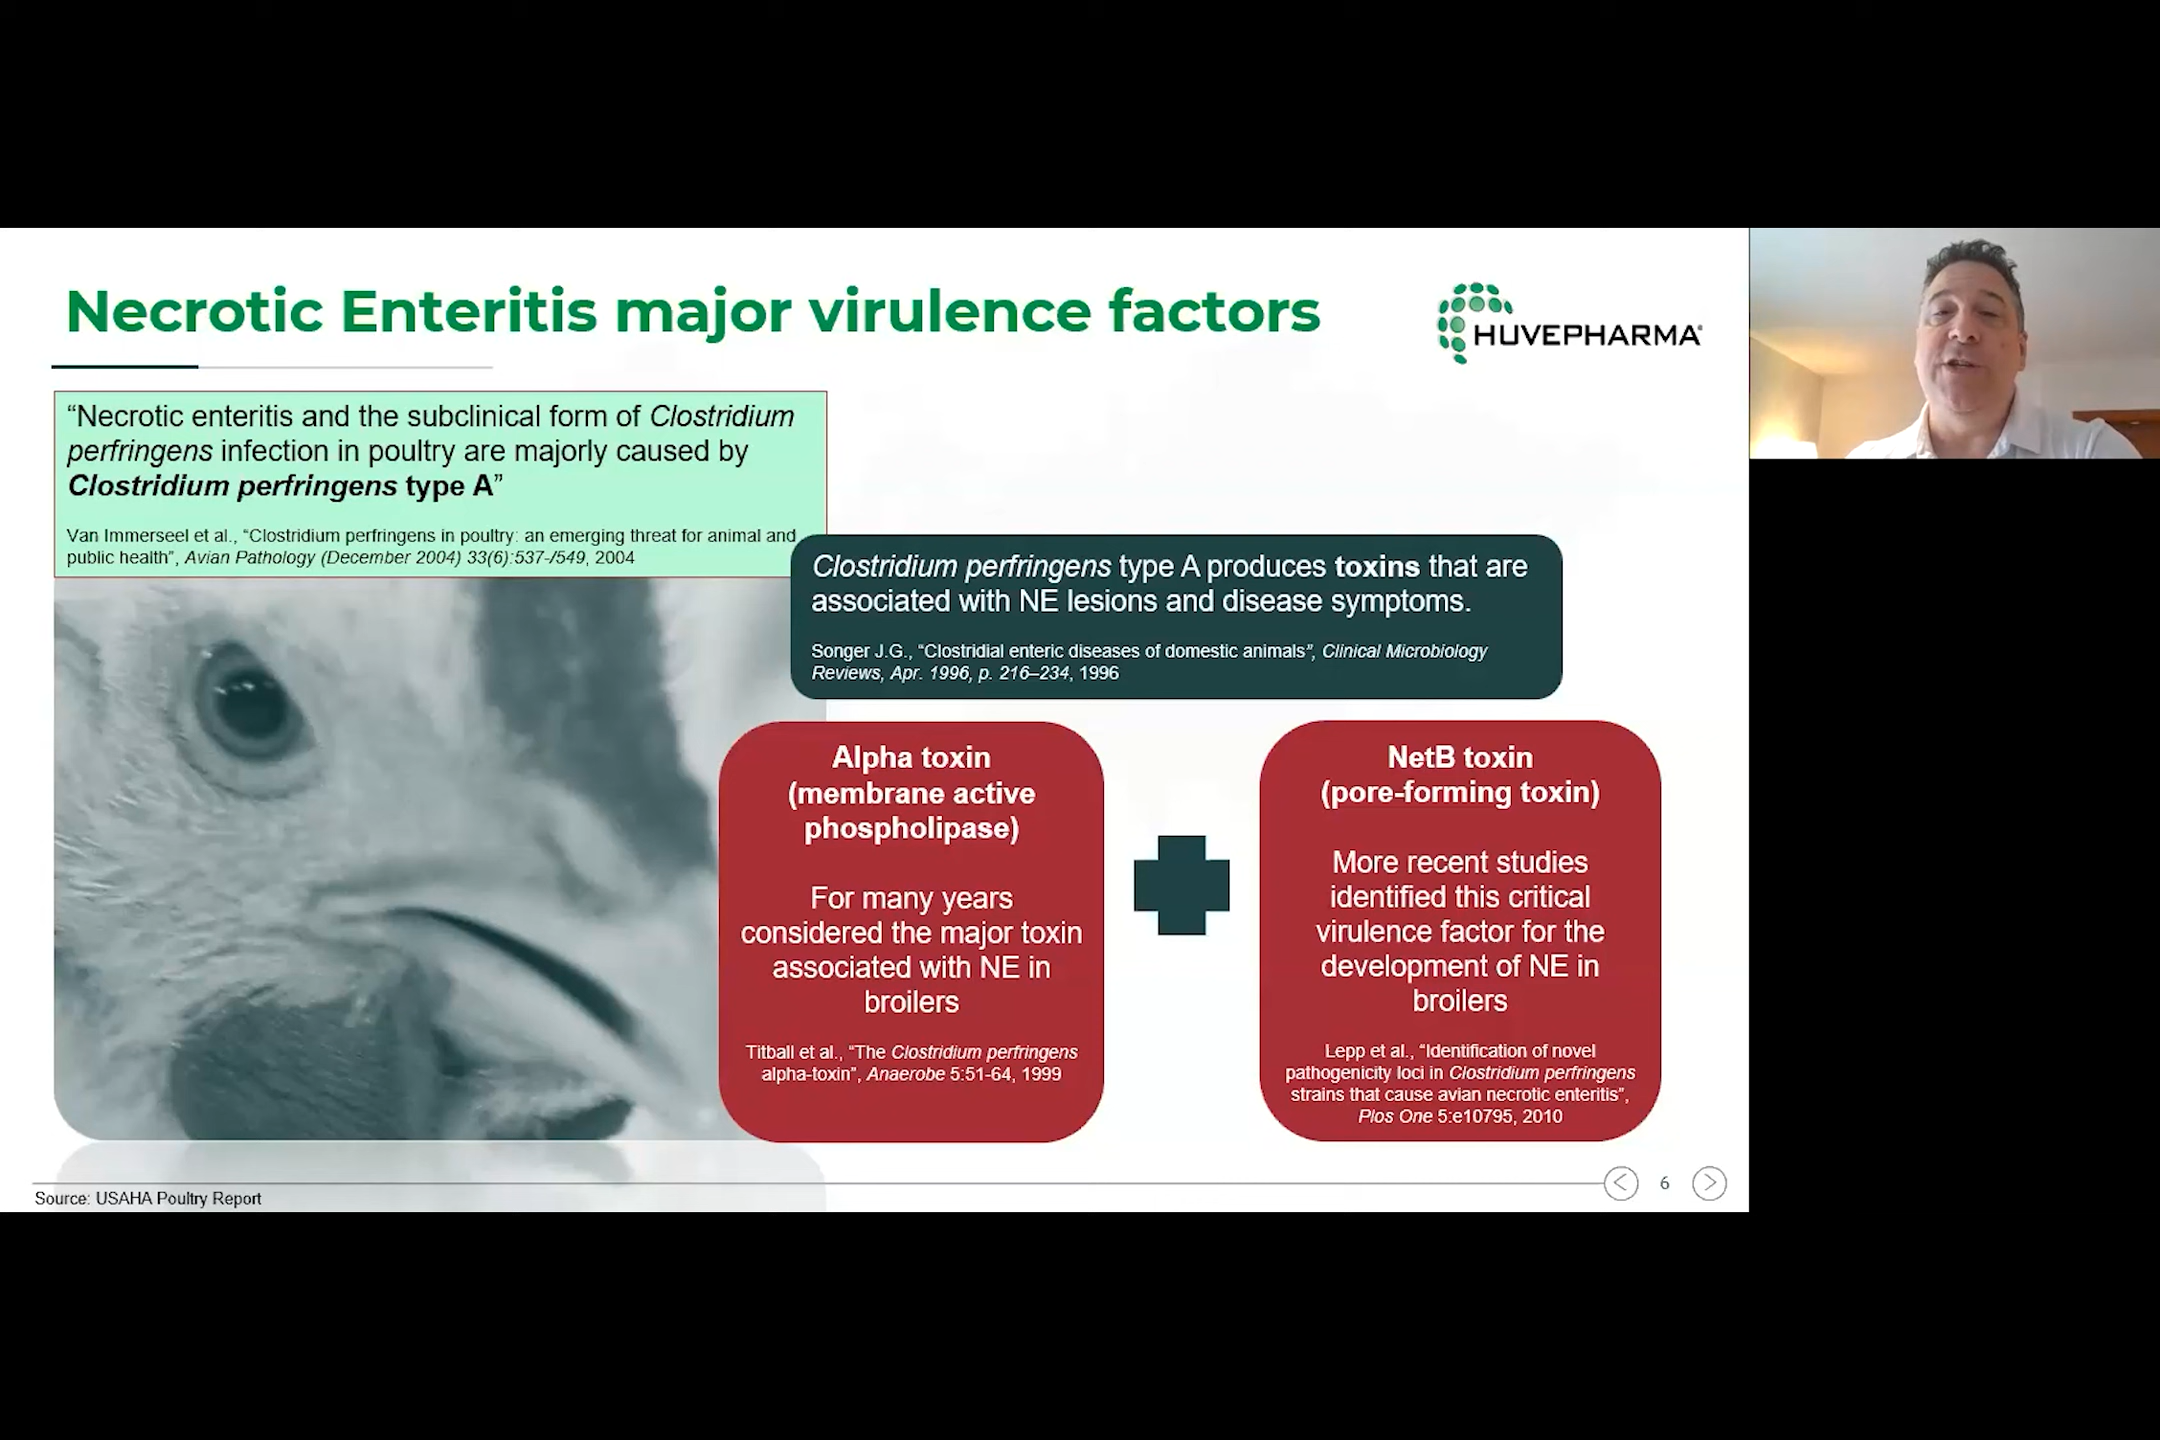 Necrotic Enteritis major virulence factors
HUVEPHARMA®
“Necrotic enteritis and the subclinical form of Clostridium
perfringens infection in poultry are majorly caused by
Clostridium perfringens type A”
Van Immerseel et al., “Clostridium perfringens in poultry: an emerging threat for animal and
public health”, Avian Pathology (December 2004) 33(6):537-/549, 2004
Clostridium perfringens type A produces toxins that are
associated with NE lesions and disease symptoms.
Songer J.G., “Clostridial enteric diseases of domestic animals”, Clinical Microbiology
Reviews, Apr. 1996, p. 216–234, 1996
Alpha toxin
(membrane active
phospholipase)
For many years
considered the major toxin
associated with NE in
broilers
Titball et al., “The Clostridium perfringens
alpha-toxin”, Anaerobe 5:51-64, 1999
NetB toxin
(pore-forming toxin)
More recent studies
identified this critical
virulence factor for the
development of NE in
broilers
Lepp et al., “Identification of novel
pathogenicity loci in Clostridium perfringens
strains that cause avian necrotic enteritis”,
Plos One 5:e10795, 2010
6
Source: USAHA Poultry Report